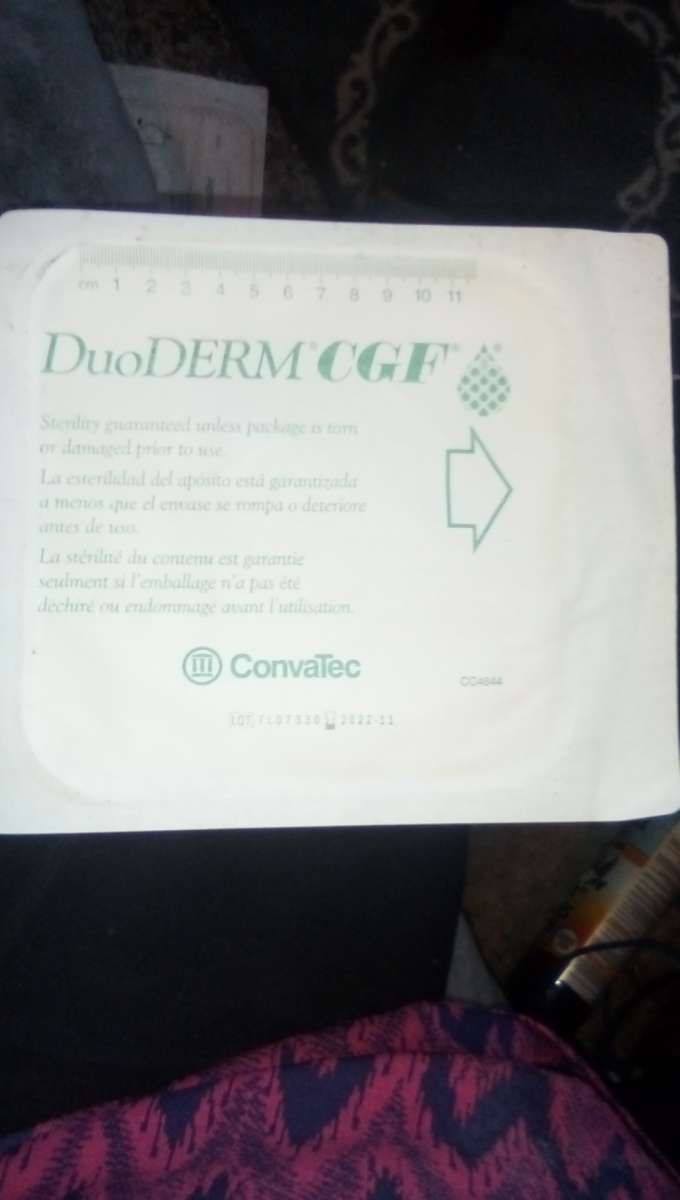 cm 1 2 3 4 5 6 7 8 9 10 11
DuoDERM® CGF®
Sterility guaranteed unless package is torn
or damaged prior to use.
La esterilidad del apósito está garantizada
a menos que el envase se rompa o deteriore
antes de uso.
La stérilité du contenu est garantie
seulment si l'emballage n'a pas été
déchiré ou endommagé avant l'utilisation.
ConvaTec
LOT 2022-11